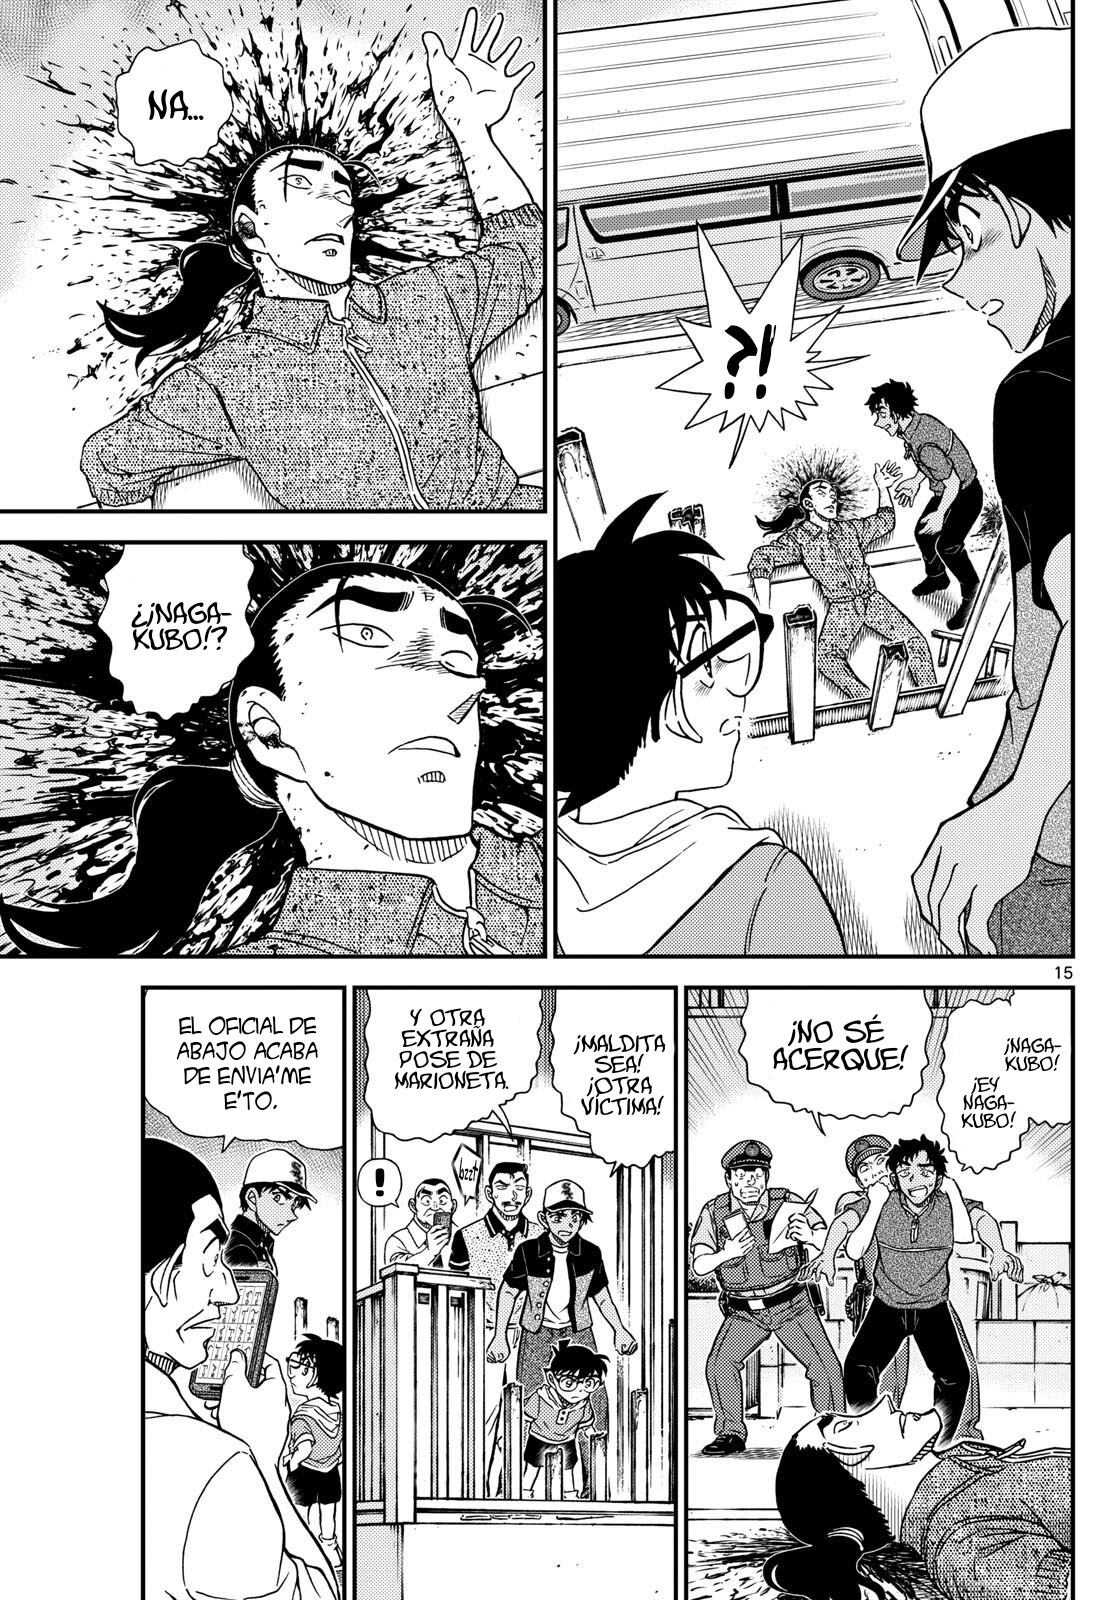 ?!
NA...
¿¡NAGA-
KUBO!?
15
¡NAGA-
KUBO!
¡EY
NAGA-
KUBO!
¡NO SÉ
ACERQUE!
¡MALDITA
SEA!
¡OTRA
VÍCTIMA!
Y OTRA
EXTRAÑA
POSE DE
MARIONETA.
bzzt
!
EL OFICIAL DE
ABAJO ACABA
DE ENVIA'ME
E'TO.